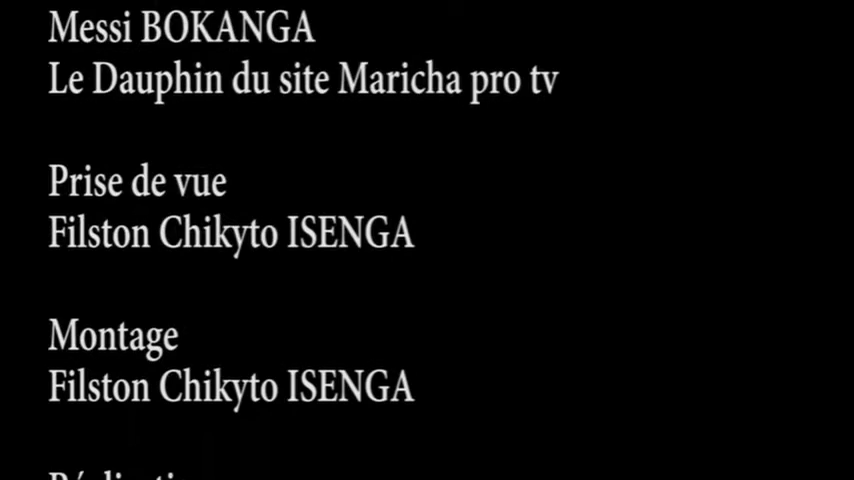 Messi BOKANGA
Le Dauphin du site Maricha pro tv
Prise de vue
Filston Chikyto ISENGA
Montage
Filston Chikyto ISENGA